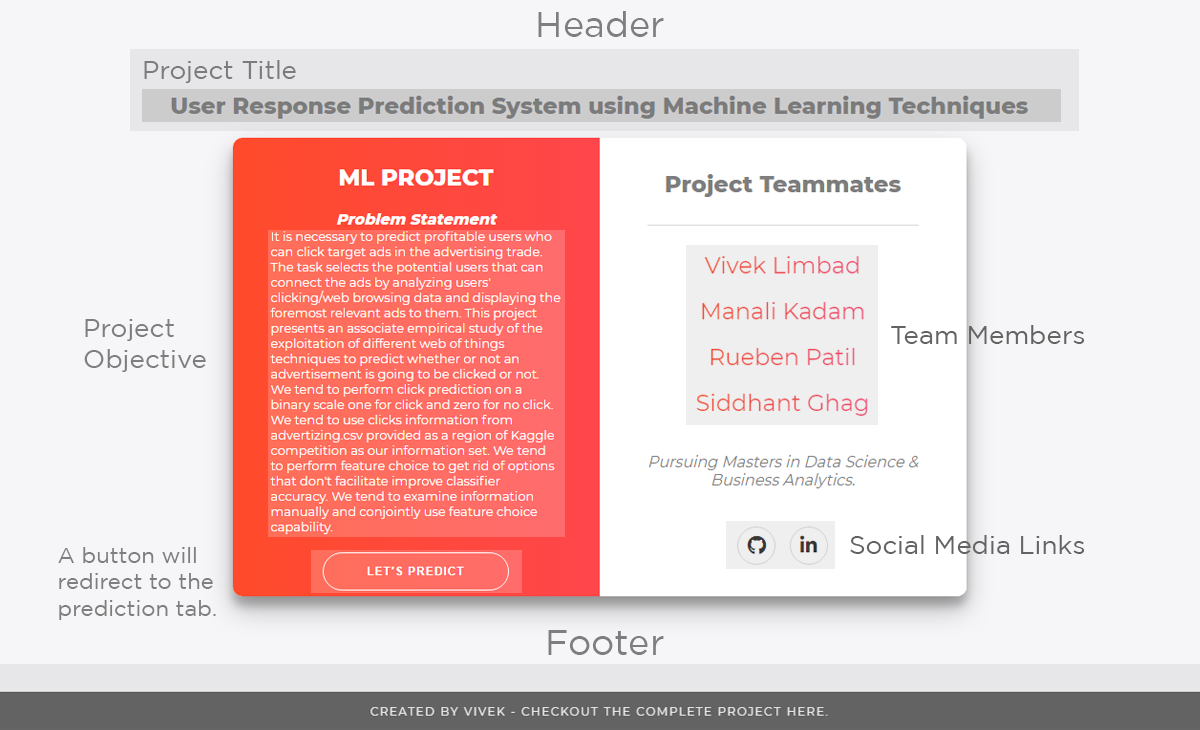 Header
Project Title
User Response Prediction System using Machine Learning Techniques
ML PROJECT
Problem Statement
It is necessary to predict profitable users who
can click target ads in the advertising trade.
The task selects the potential users that can
connect the ads by analyzing users'
clicking/web browsing data and displaying the
foremost relevant ads to them. This project
presents an associate empirical study of the
exploitation of different web of things
techniques to predict whether or not an
advertisement is going to be clicked or not.
We tend to perform click prediction on a
binary scale one for click and zero for no click.
We tend to use clicks information from
advertizing.csv provided as a region of Kaggle
competition as our information set. We tend
to perform feature choice to get rid of options
that don't facilitate improve classifier
accuracy. We tend to examine information
manually and conjointly use feature choice
capability.
LET'S PREDICT
Project
Objective
A button will
redirect to the
prediction tab.
Project Teammates
Vivek Limbad
Manali Kadam
Rueben Patil
Siddhant Ghag
Team Members
Pursuing Masters in Data Science &
Business Analytics.
in
Social Media Links
Footer
CREATED BY VIVEK - CHECKOUT THE COMPLETE PROJECT HERE.